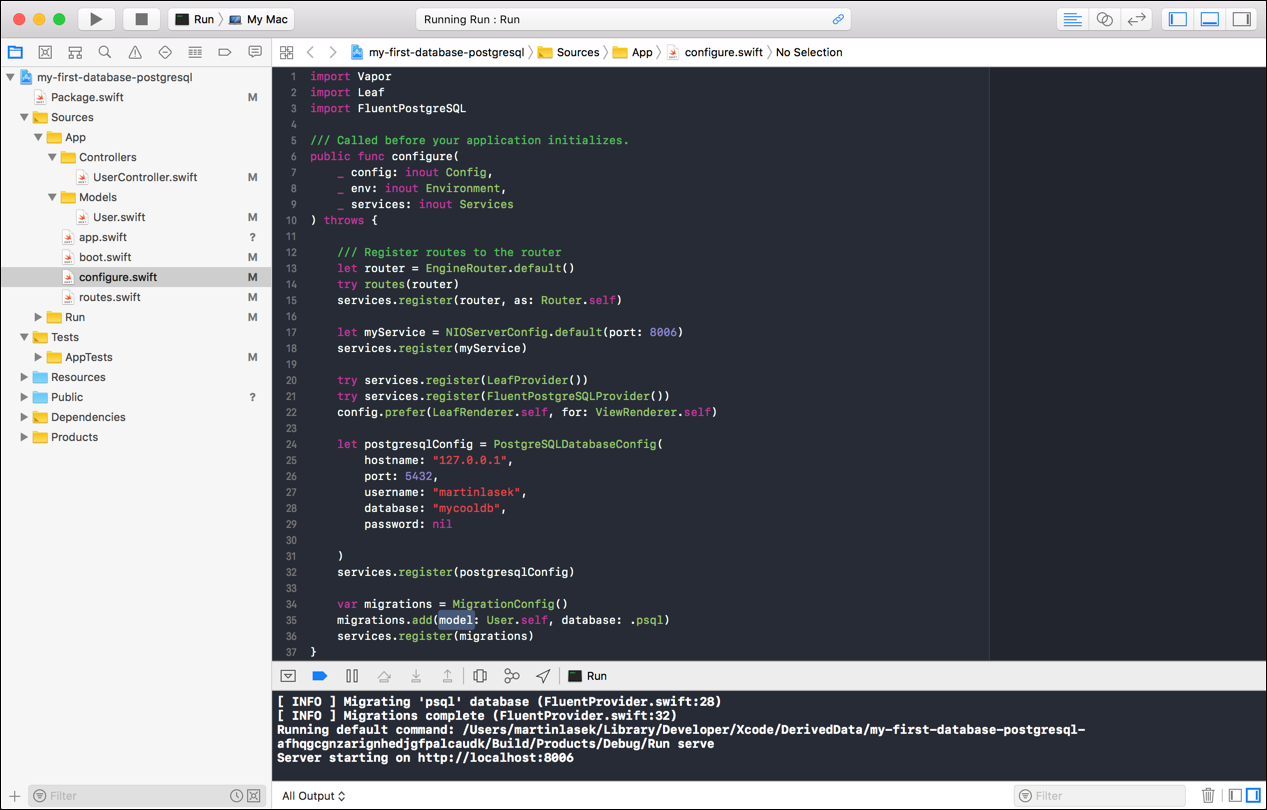 Run  My Mac
Running Run : Run
my-first-database-postgresql  Sources  App  configure.swift  No Selection
my-first-database-postgresql
Package.swift M
Sources
App
Controllers
UserController.swift M
Models
User.swift M
app.swift ?
boot.swift M
configure.swift M
routes.swift M
Run M
Tests
AppTests M
Resources
Public ?
Dependencies
Products
Filter
1 import Vapor
2 import Leaf
3 import FluentPostgreSQL
4
5 /// Called before your application initializes.
6 public func configure(
7     _ config: inout Config,
8     _ env: inout Environment,
9     _ services: inout Services
10 ) throws {
11
12     /// Register routes to the router
13     let router = EngineRouter.default()
14     try routes(router)
15     services.register(router, as: Router.self)
16
17     let myService = NIOServerConfig.default(port: 8006)
18     services.register(myService)
19
20     try services.register(LeafProvider())
21     try services.register(FluentPostgreSQLProvider())
22     config.prefer(LeafRenderer.self, for: ViewRenderer.self)
23
24     let postgresqlConfig = PostgreSQLDatabaseConfig(
25         hostname: "127.0.0.1",
26         port: 5432,
27         username: "martinlasek",
28         database: "mycooldb",
29         password: nil
30
31     )
32     services.register(postgresqlConfig)
33
34     var migrations = MigrationConfig()
35     migrations.add(model: User.self, database: .psql)
36     services.register(migrations)
37 }
Run
[ INFO ] Migrating 'psql' database (FluentProvider.swift:28)
[ INFO ] Migrations complete (FluentProvider.swift:32)
Running default command: /Users/martinlasek/Library/Developer/Xcode/DerivedData/my-first-database-postgresql-
afhqgcgnzarignhedjgfpalcaudk/Build/Products/Debug/Run serve
Server starting on http://localhost:8006
All Output
Filter